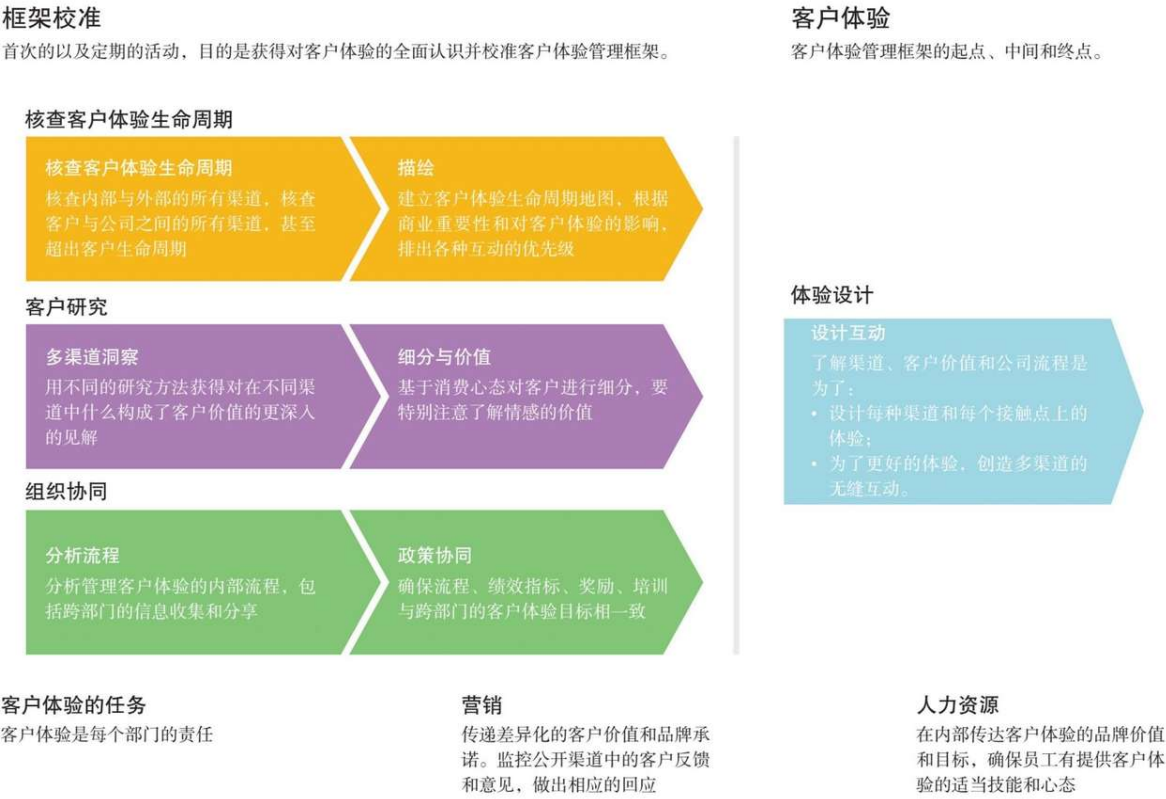 框架校准
首次的以及定期的活动，目的是获得对客户体验的全面认识并校准客户体验管理框架。
客户体验
客户体验管理框架的起点、中间和终点。
核查客户体验生命周期
核查客户体验生命周期
核查内部与外部的所有渠道，核查
客户与公司之间的所有渠道，甚至
超出客户生命周期
描绘
建立客户体验生命周期地图，根据
商业重要性和对客户体验的影响，
排出各种互动的优先级
客户研究
多渠道洞察
用不同的研究方法获得对在不同渠
道中什么构成了客户价值的更深入
的见解
细分与价值
基于消费心态对客户进行细分，要
特别注意了解情感的价值
组织协同
分析流程
分析管理客户体验的内部流程，包
括跨部门的信息收集和分享
政策协同
确保流程、绩效指标、奖励、培训
与跨部门的客户体验目标相一致
体验设计
设计互动
了解渠道、客户价值和公司流程是
为了：
• 设计每种渠道和每个接触点上的
体验；
• 为了更好的体验，创造多渠道的
无缝互动。
客户体验的任务
客户体验是每个部门的责任
营销
传递差异化的客户价值和品牌承
诺。监控公开渠道中的客户反馈
和意见，做出相应的回应
人力资源
在内部传达客户体验的品牌价值
和目标，确保员工有提供客户体
验的适当技能和心态